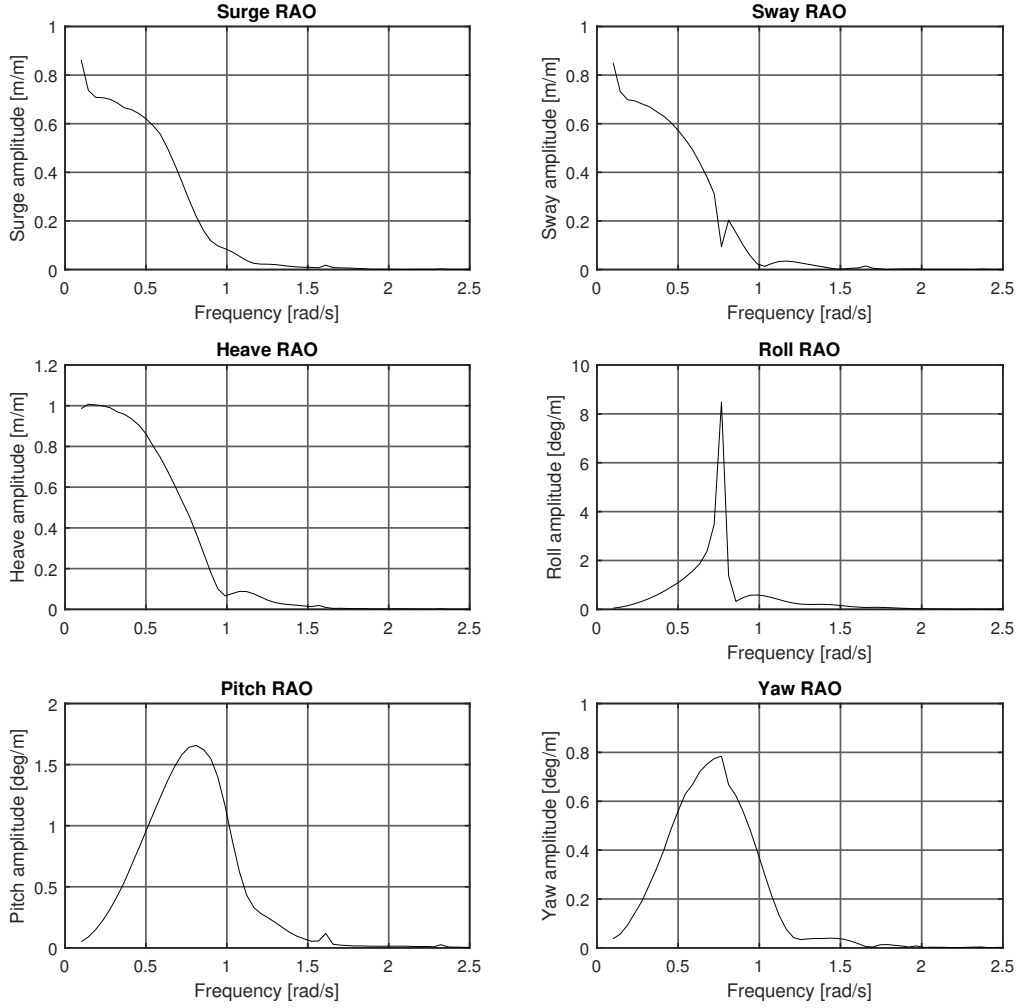 Surge RAO
Surge amplitude [m/m]
1
0.8
0.6
0.4
0.2
0
0 0.5 1 1.5 2 2.5
Frequency [rad/s]
Sway RAO
Sway amplitude [m/m]
1
0.8
0.6
0.4
0.2
0
0 0.5 1 1.5 2 2.5
Frequency [rad/s]
Heave RAO
Heave amplitude [m/m]
1.2
1
0.8
0.6
0.4
0.2
0
0 0.5 1 1.5 2 2.5
Frequency [rad/s]
Roll RAO
Roll amplitude [deg/m]
10
8
6
4
2
0
0 0.5 1 1.5 2 2.5
Frequency [rad/s]
Pitch RAO
Pitch amplitude [deg/m]
2
1.5
1
0.5
0
0 0.5 1 1.5 2 2.5
Frequency [rad/s]
Yaw RAO
Yaw amplitude [deg/m]
1
0.8
0.6
0.4
0.2
0
0 0.5 1 1.5 2 2.5
Frequency [rad/s]